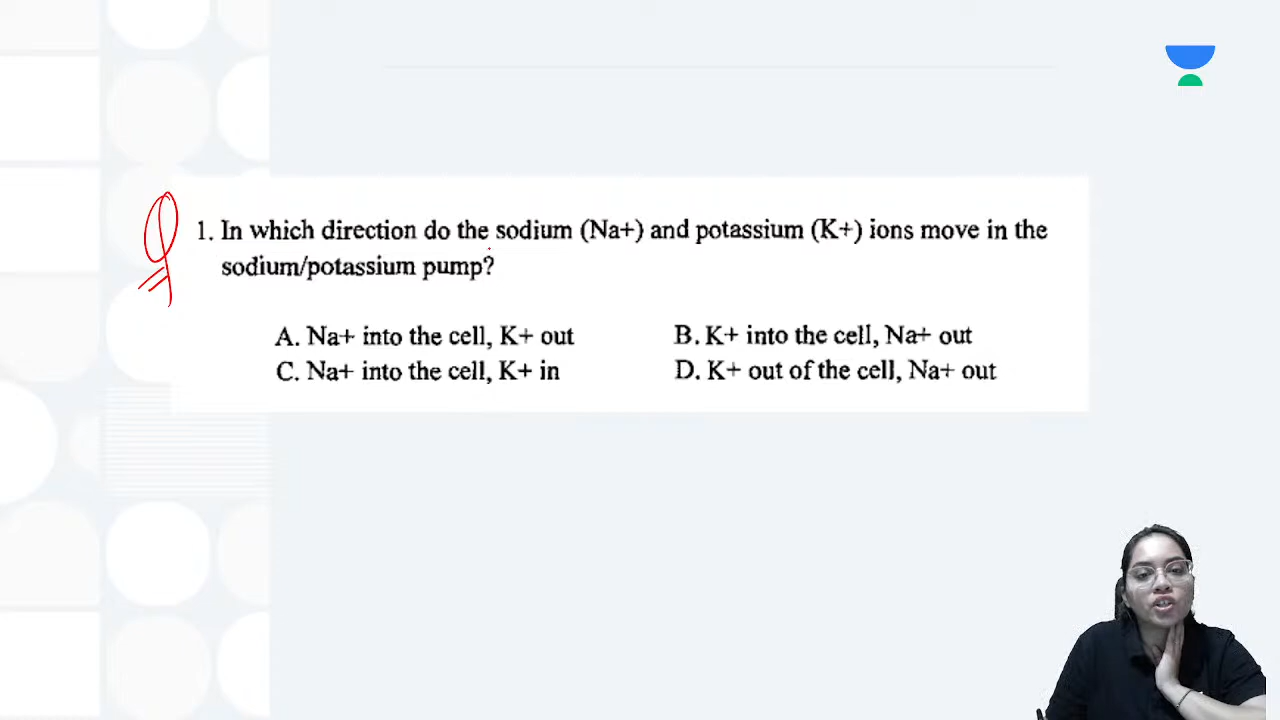 Q
1. In which direction do the sodium (Na+) and potassium (K+) ions move in the
sodium/potassium pump?
A. Na+ into the cell, K+ out
B. K+ into the cell, Na+ out
C. Na+ into the cell, K+ in
D. K+ out of the cell, Na+ out